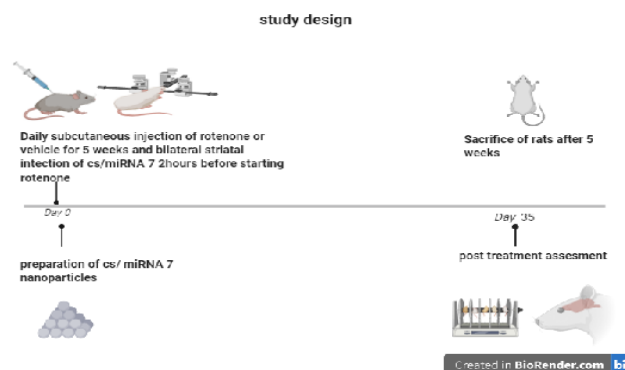 study design
Daily subcutaneous injection of rotenone or
vehicle for 5 weeks and bilateral striatal
intection of cs/miRNA 7 2hours before starting
rotenone
Sacrifice of rats after 5
weeks
Day 0
Day 35
preparation of cs/ miRNA 7
nanoparticles
post treatment assesment
Created in BioRender.com bi